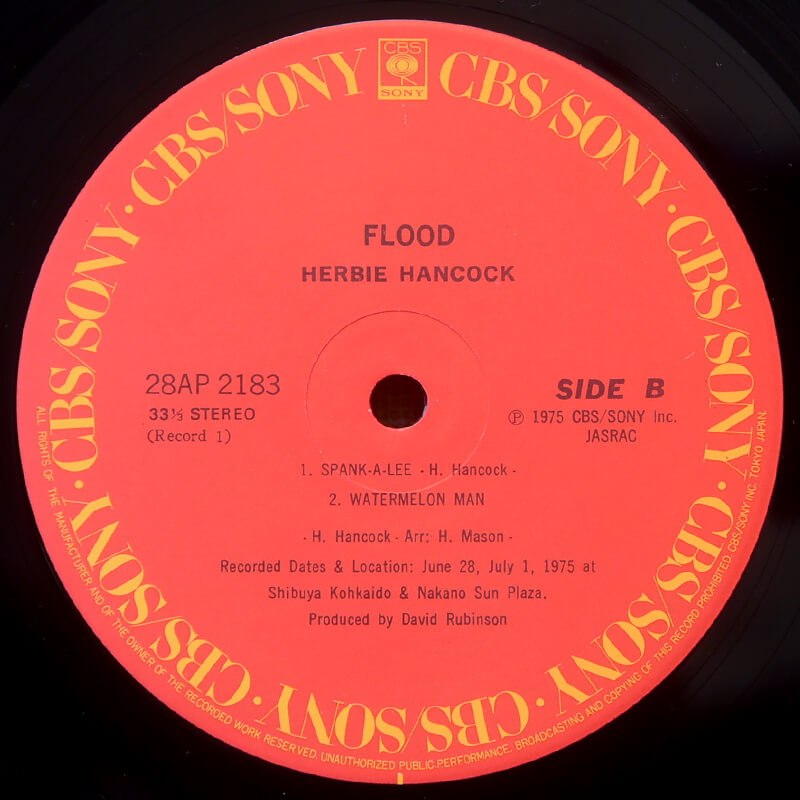 CBS
SONY
CBS/SONY · CBS/SONY · CBS/SONY · CBS/SONY · CBS/SONY · CBS/SONY · CBS/SONY · CBS/SONY
FLOOD
HERBIE HANCOCK
28AP 2183
33⅓ STEREO
(Record 1)
SIDE B
Ⓟ 1975 CBS/SONY Inc.
JASRAC
1. SPANK-A-LEE - H. Hancock -
2. WATERMELON MAN
- H. Hancock - Arr: H. Mason -
Recorded Dates & Location: June 28, July 1, 1975 at
Shibuya Kohkaido & Nakano Sun Plaza.
Produced by David Rubinson
ALL RIGHTS OF THE MANUFACTURER AND OF THE OWNER OF THE RECORDED WORK RESERVED. UNAUTHORIZED PUBLIC PERFORMANCE, BROADCASTING AND COPYING OF THIS RECORD PROHIBITED. CBS/SONY INC. TOKYO JAPAN.